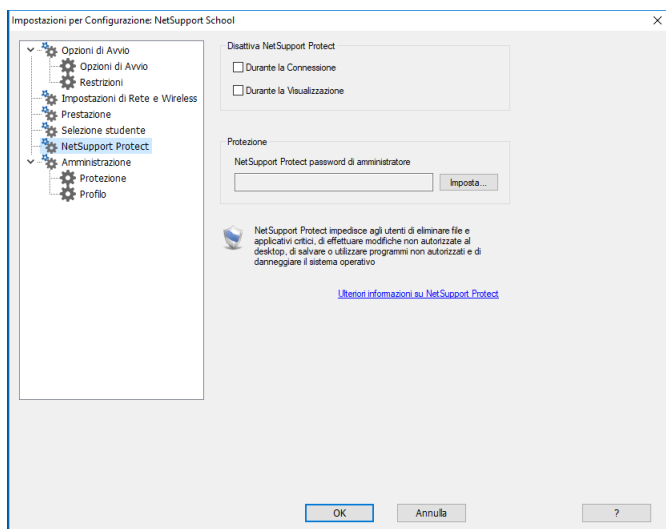 Impostazioni per Configurazione: NetSupport School
Opzioni di Avvio
Opzioni di Avvio
Restrizioni
Impostazioni di Rete e Wireless
Prestazione
Selezione studente
NetSupport Protect
Amministrazione
Protezione
Profilo
Disattiva NetSupport Protect
Durante la Connessione
Durante la Visualizzazione
Protezione
NetSupport Protect password di amministratore
Imposta...
NetSupport Protect impedisce agli utenti di eliminare file e
applicativi critici, di effettuare modifiche non autorizzate al
desktop, di salvare o utilizzare programmi non autorizzati e di
danneggiare il sistema operativo
Ulteriori informazioni su NetSupport Protect
OK
Annulla
?